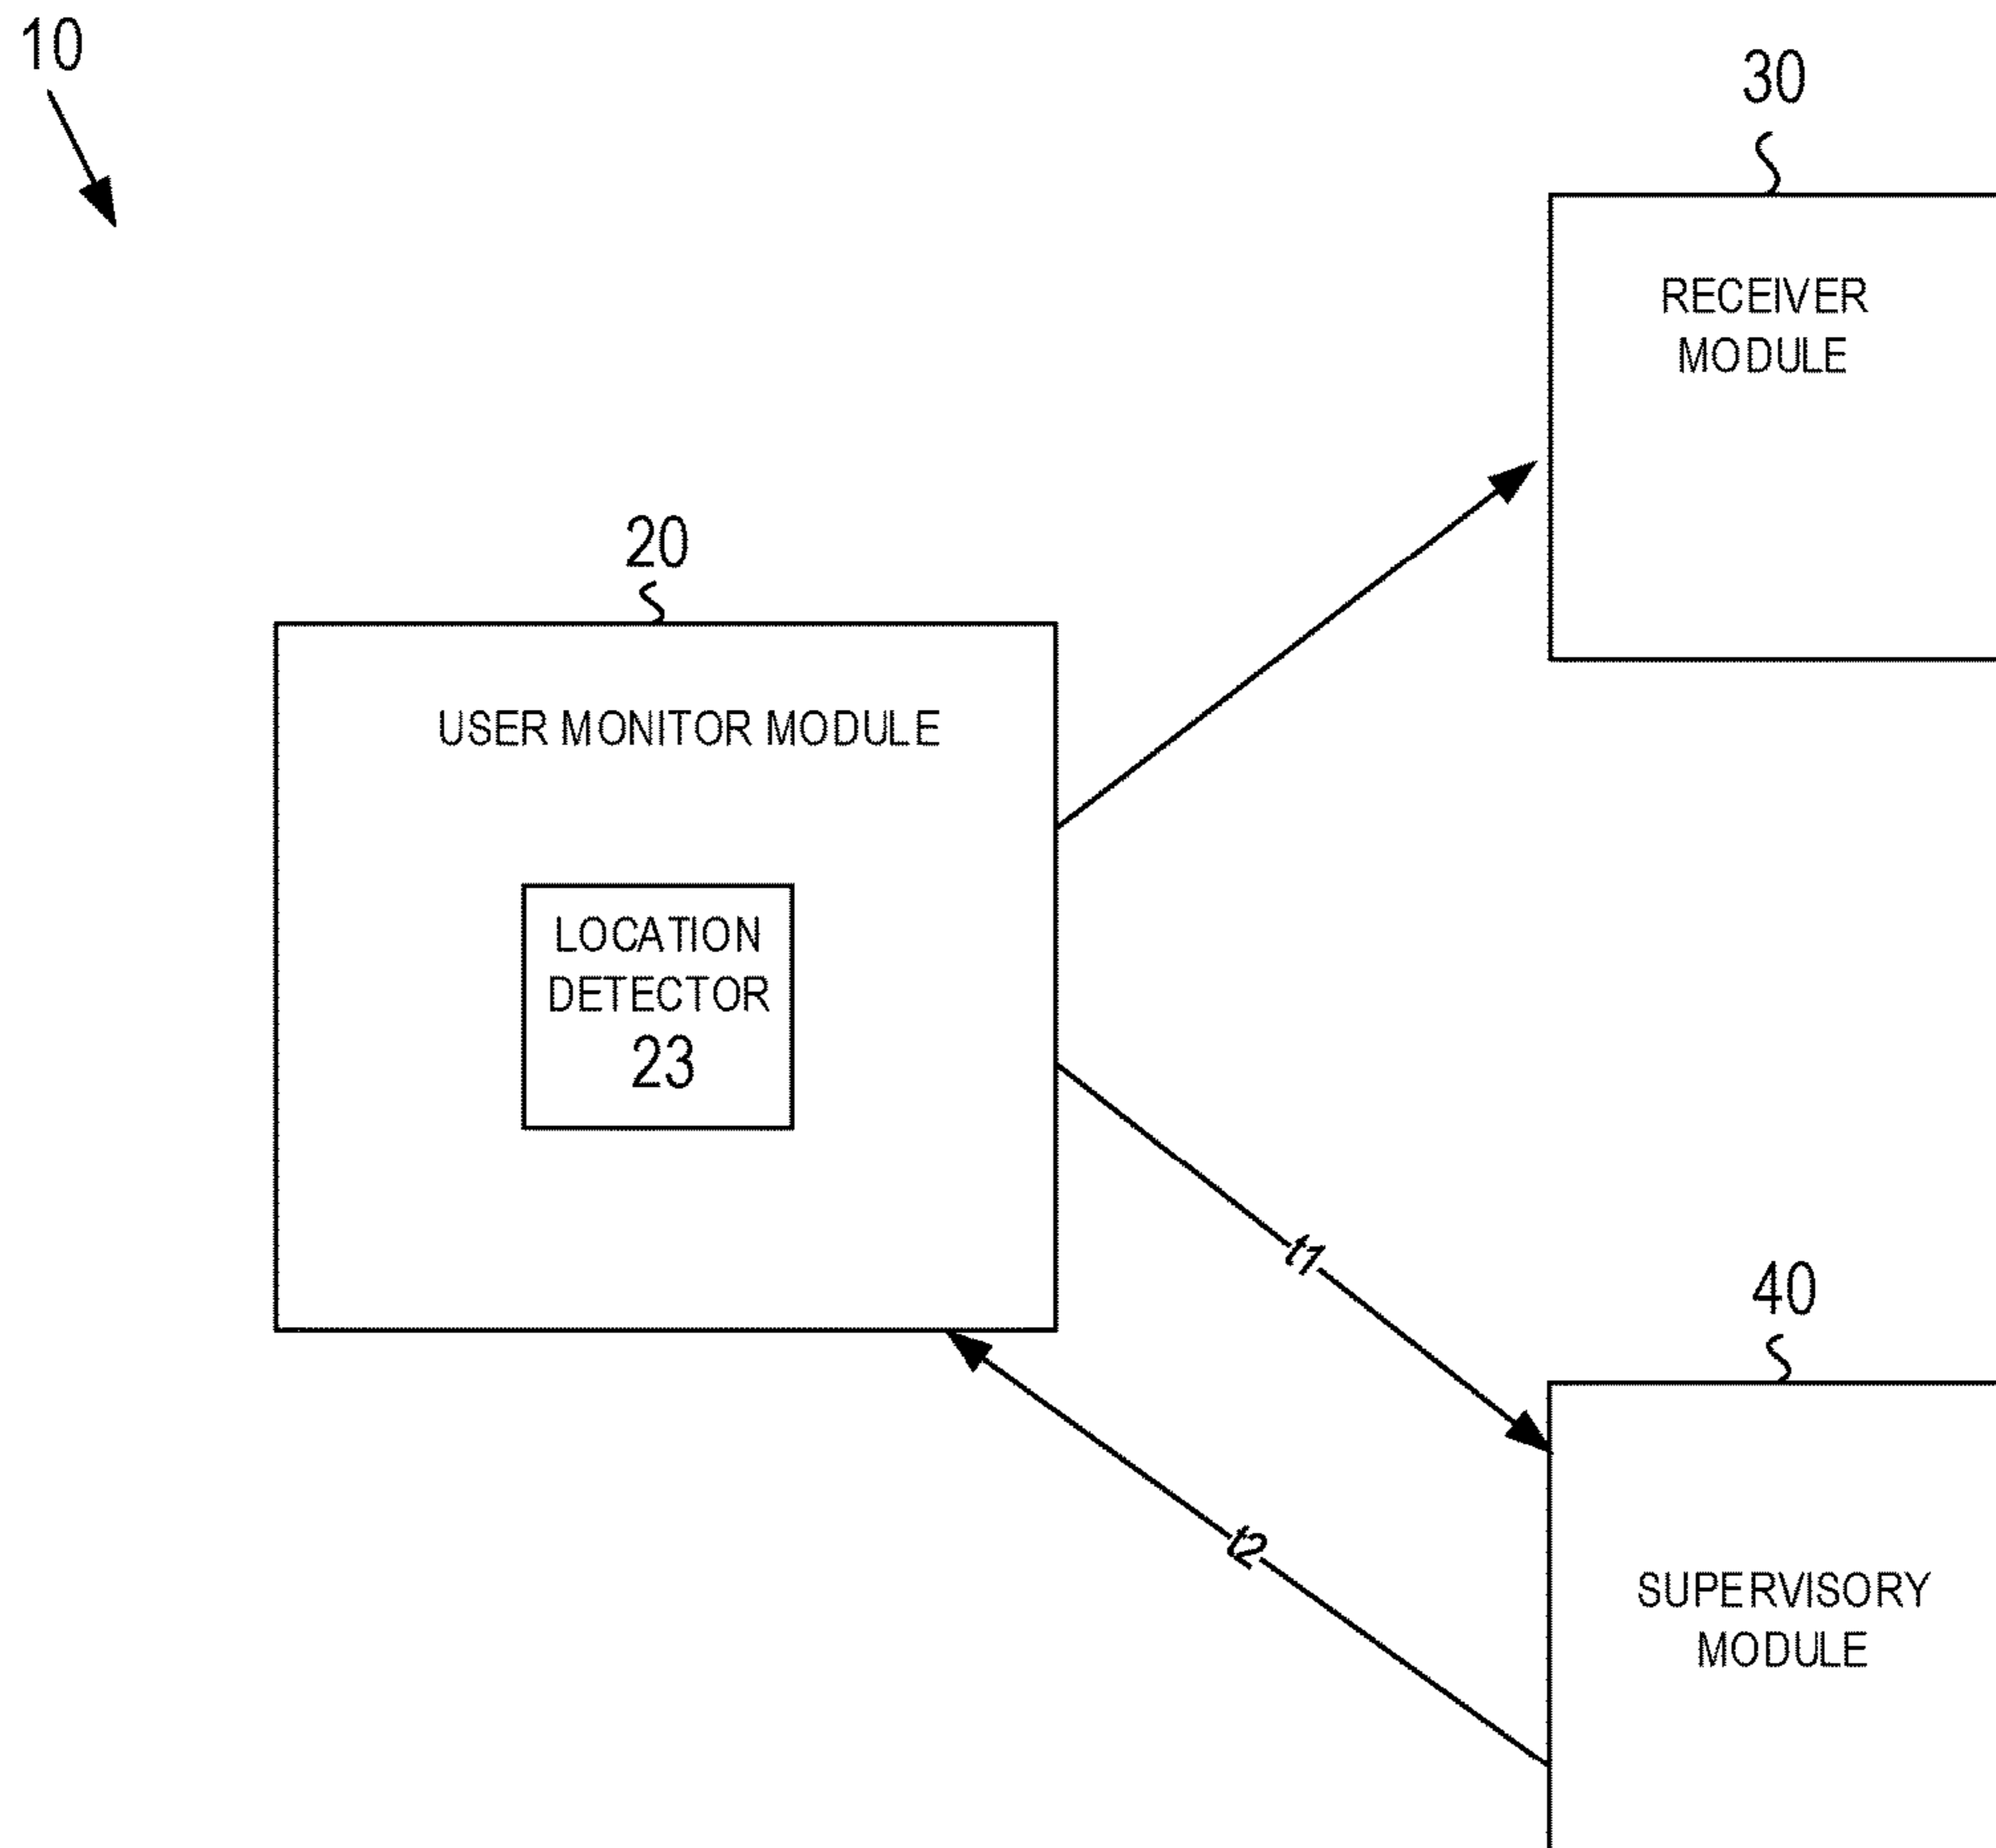 10
30
RECEIVER
MODULE
20
USER MONITOR MODULE
LOCATION
DETECTOR
23
t1
40
t2
SUPERVISORY
MODULE